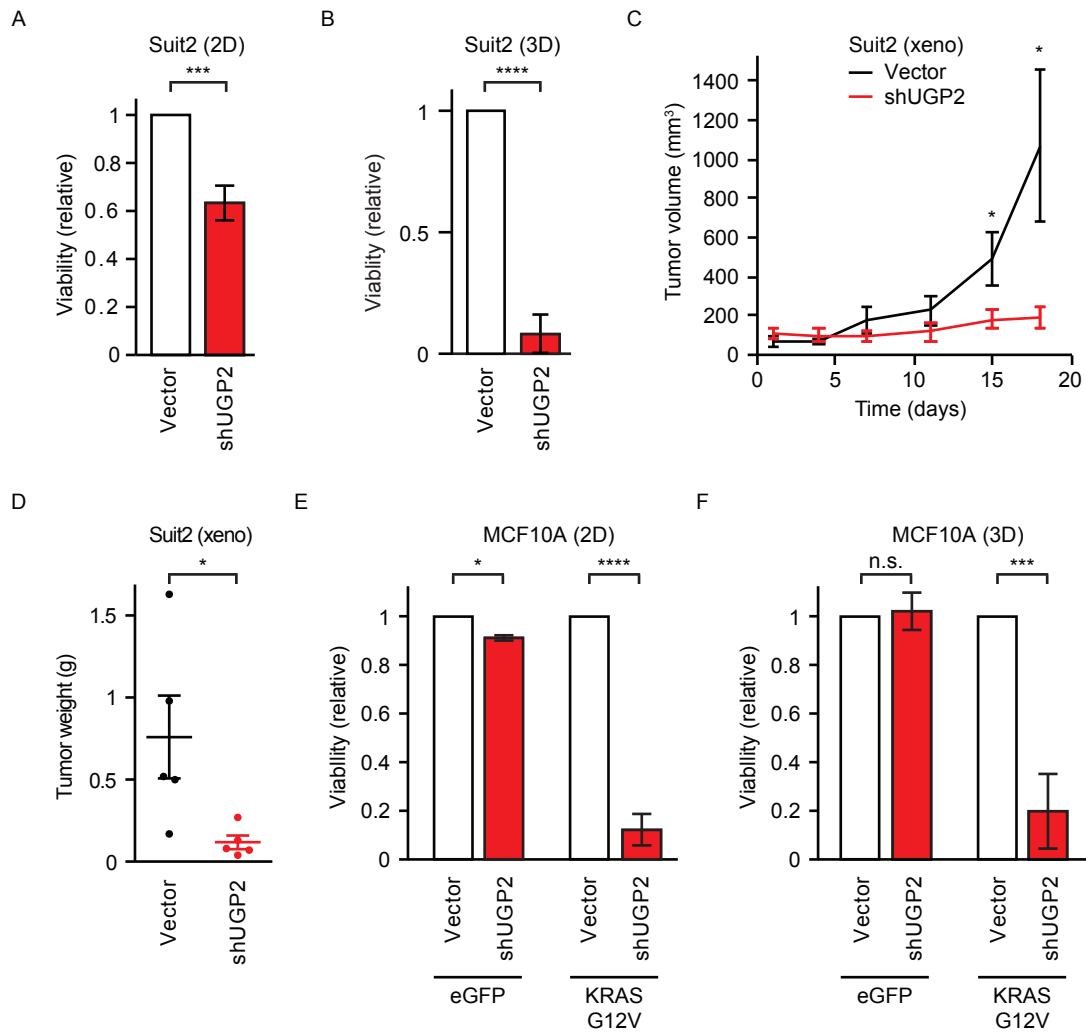 A
Suit2 (2D)
***
Viability (relative)
1
0.8
0.6
0.4
0.2
0
Vector
shUGP2
B
Suit2 (3D)
****
Viablity (relative)
1
0.5
0
Vector
shUGP2
C
Suit2 (xeno)
Vector
shUGP2
*
*
Tumor volume (mm³)
1400
1200
1000
800
600
400
200
0
0 5 10 15 20
Time (days)
D
Suit2 (xeno)
*
Tumor weight (g)
1.5
1
0.5
0
Vector
shUGP2
E
MCF10A (2D)
* ****
Viability (relative)
1
0.8
0.6
0.4
0.2
0
Vector
shUGP2
Vector
shUGP2
eGFP
KRAS
G12V
F
MCF10A (3D)
n.s. ***
Viability (relative)
1
0.8
0.6
0.4
0.2
0
Vector
shUGP2
Vector
shUGP2
eGFP
KRAS
G12V